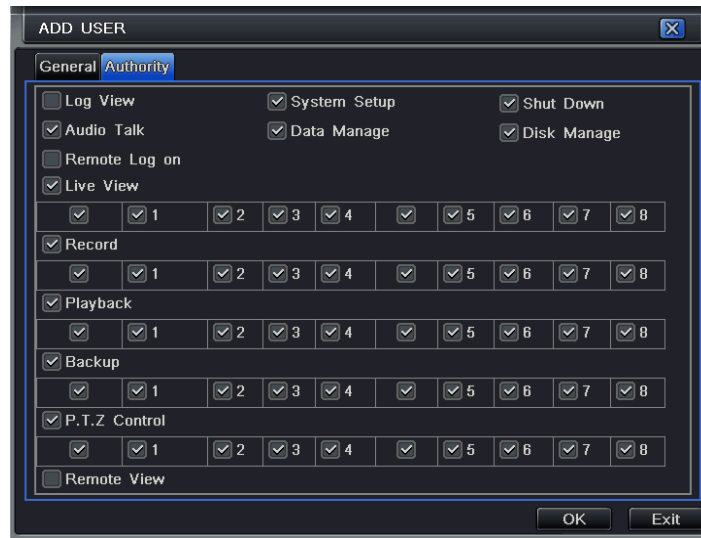 ADD USER
General Authority
Log View System Setup Shut Down
Audio Talk Data Manage Disk Manage
Remote Log on
Live View
1 2 3 4 5 6 7 8
Record
1 2 3 4 5 6 7 8
Playback
1 2 3 4 5 6 7 8
Backup
1 2 3 4 5 6 7 8
P.T.Z Control
1 2 3 4 5 6 7 8
Remote View
OK Exit